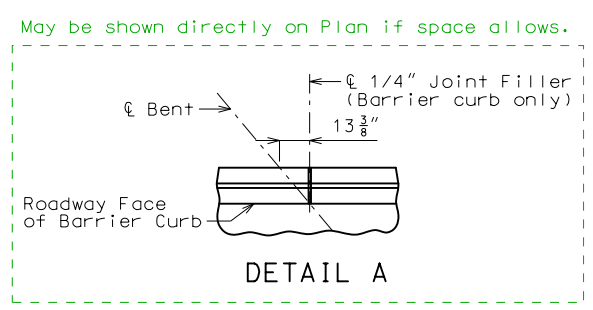 May be shown directly on Plan if space allows.
℄ 1/4" Joint Filler
(Barrier curb only)
℄ Bent
13 3/8"
Roadway Face
of Barrier Curb
DETAIL A